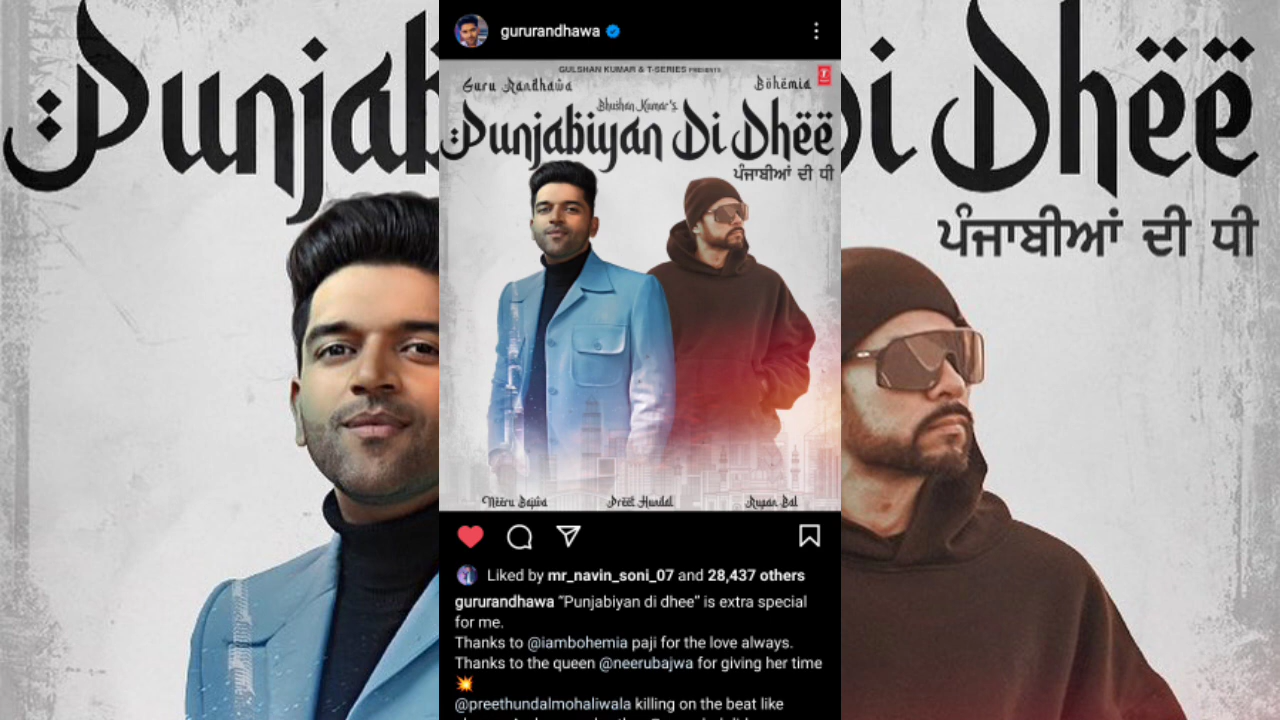 gururandhawa
GULSHAN KUMAR & T-SERIES PRESENTS
Guru Randhawa
Bohëmia
T
Bhushan Kumar's
Punjabiyan Di Dhëë
ਪੰਜਾਬੀਆਂ ਦੀ ਧੀ
Nëëru Bajwa
Prëët Hundal
Rupan Bal
Liked by mr_navin_soni_07 and 28,437 others
gururandhawa “Punjabiyan di dhee” is extra special
for me.
Thanks to @iambohemia paji for the love always.
Thanks to the queen @neerubajwa for giving her time
💥
@preethundalmohaliwala killing on the beat like
Punjab
Di Dhëë
ਪੰਜਾਬੀਆਂ ਦੀ ਧੀ